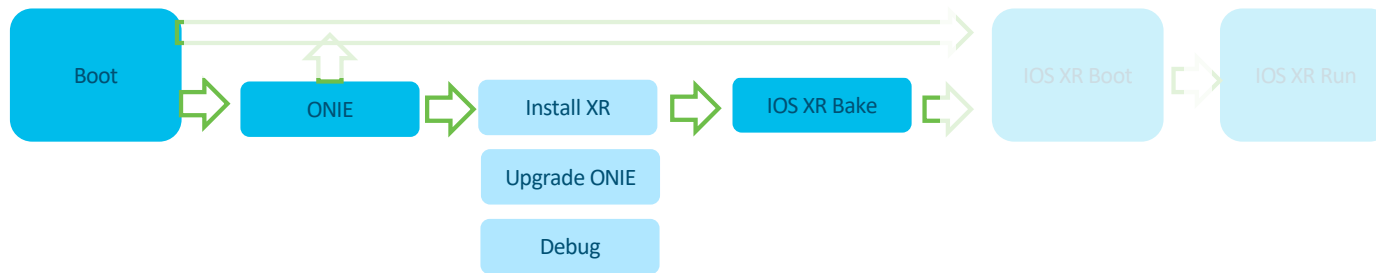 Boot
ONIE
Install XR
Upgrade ONIE
Debug
IOS XR Bake
IOS XR Boot
IOS XR Run